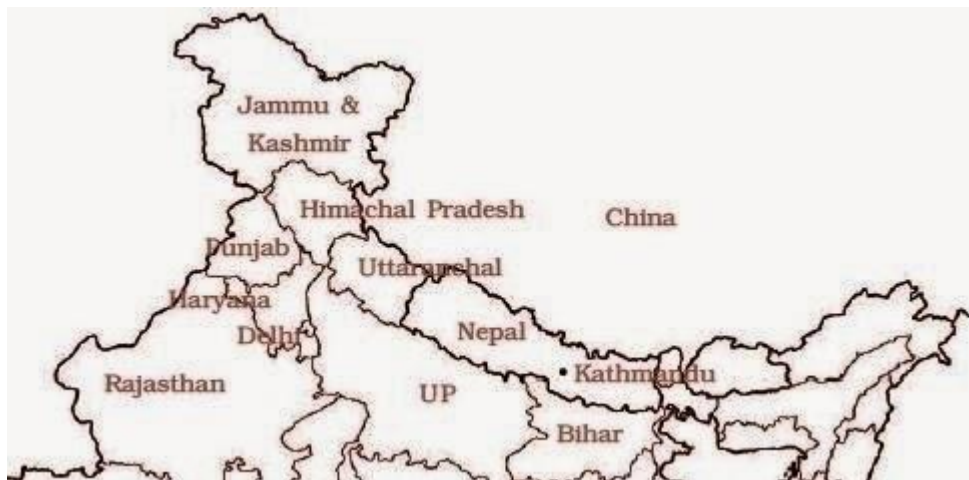 Jammu &
Kashmir
Himachal Pradesh
China
Punjab
Uttaranchal
Haryana
Nepal
Delhi
Kathmandu
Rajasthan
UP
Bihar